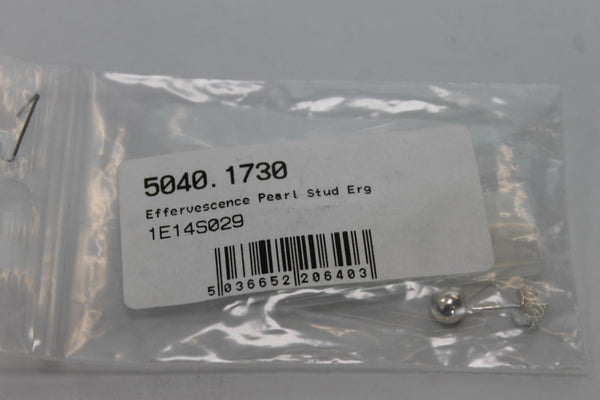 5040.1730
Effervescence Pearl Stud Erg
1E14S029
5 036652 206403